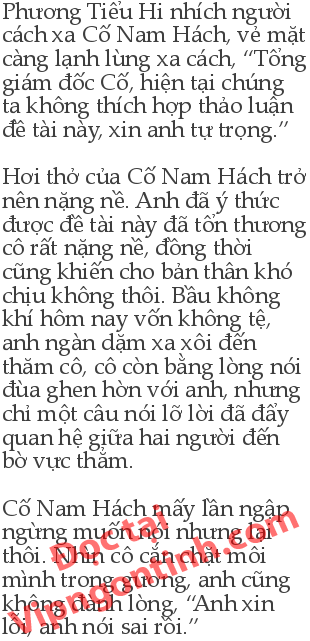 Phương Tiểu Hi nhích người
cách xa Cố Nam Hách, vẻ mặt
càng lạnh lùng xa cách, “Tổng
giám đốc Cố, hiện tại chúng
ta không thích hợp thảo luận
đề tài này, xin anh tự trọng.”
Hơi thở của Cố Nam Hách trở
nên nặng nề. Anh đã ý thức
được đề tài này đã tổn thương
cô rất nặng nề, đồng thời
cũng khiến cho bản thân khó
chịu không thôi. Bầu không
khí hôm nay vốn không tệ,
anh ngàn dặm xa xôi đến
thăm cô, cô còn bằng lòng nói
đùa ghen hờn với anh, nhưng
chỉ một câu nói lỡ lời đã đẩy
quan hệ giữa hai người đến
bờ vực thẳm.
Cố Nam Hách mấy lần ngập
ngừng muốn nói nhưng lại
thôi. Nhìn cô cắn chặt môi
mình trong gương, anh cũng
không đành lòng, “Anh xin
lỗi, anh nói sai rồi.”
Đọc tại
Vipngontinh.com